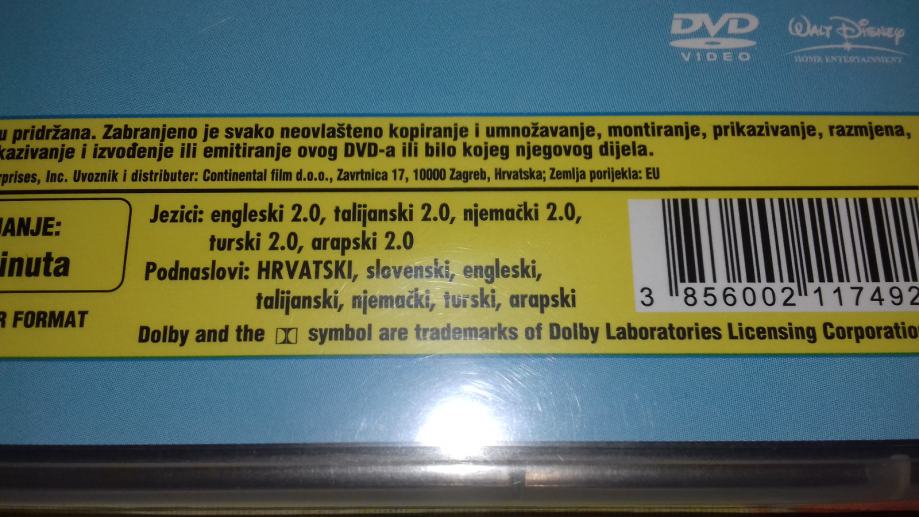 DVD
VIDEO
Walt Disney
HOME ENTERTAINMENT
u pridržana. Zabranjeno je svako neovlašteno kopiranje i umnožavanje, montiranje, prikazivanje, razmjena,
kazivanje i izvođenje ili emitiranje ovog DVD-a ili bilo kojeg njegovog dijela.
rprises, Inc. Uvoznik i distributer: Continental film d.o.o., Zavrtnica 17, 10000 Zagreb, Hrvatska; Zemlja porijekla: EU
JANJE:
inuta
R FORMAT
Jezici: engleski 2.0, talijanski 2.0, njemački 2.0,
turski 2.0, arapski 2.0
Podnaslovi: HRVATSKI, slovenski, engleski,
talijanski, njemački, turski, arapski
Dolby and the symbol are trademarks of Dolby Laboratories Licensing Corporation
3 856002 117492